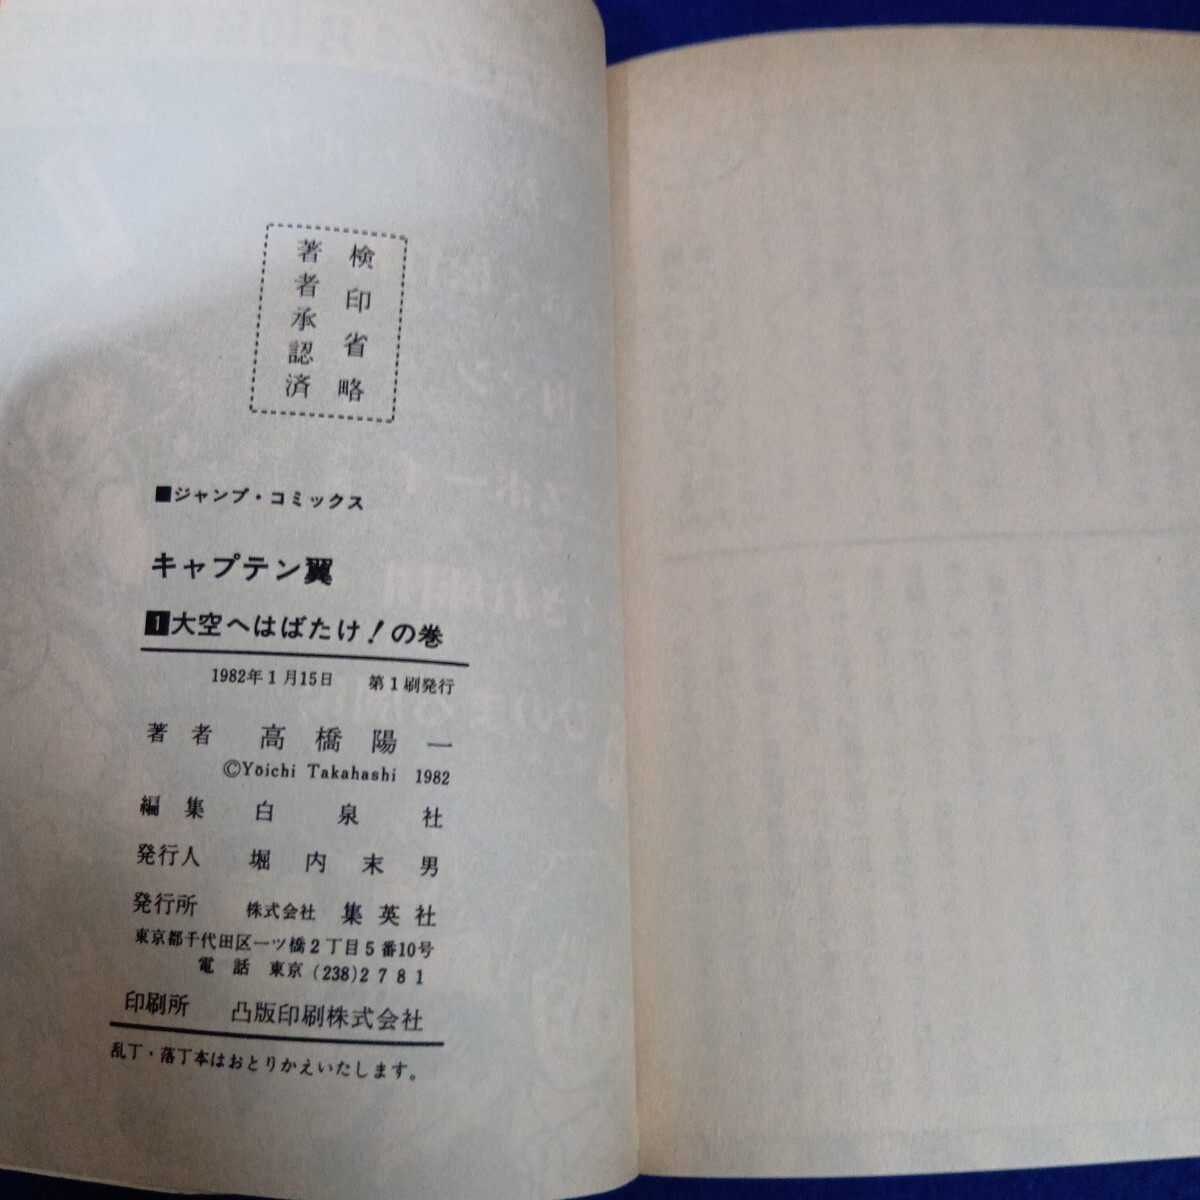 検印省略
著者承認済
■ジャンプ・コミックス
キャプテン翼
1大空へはばたけ!の巻
1982年1月15日 第1刷発行
著者 高橋陽一
©Yōichi Takahashi 1982
編集 白泉社
発行人 堀内末男
発行所 株式会社 集英社
東京都千代田区一ツ橋2丁目5番10号
電話 東京(238)2781
印刷所 凸版印刷株式会社
乱丁・落丁本はおとりかえいたします。